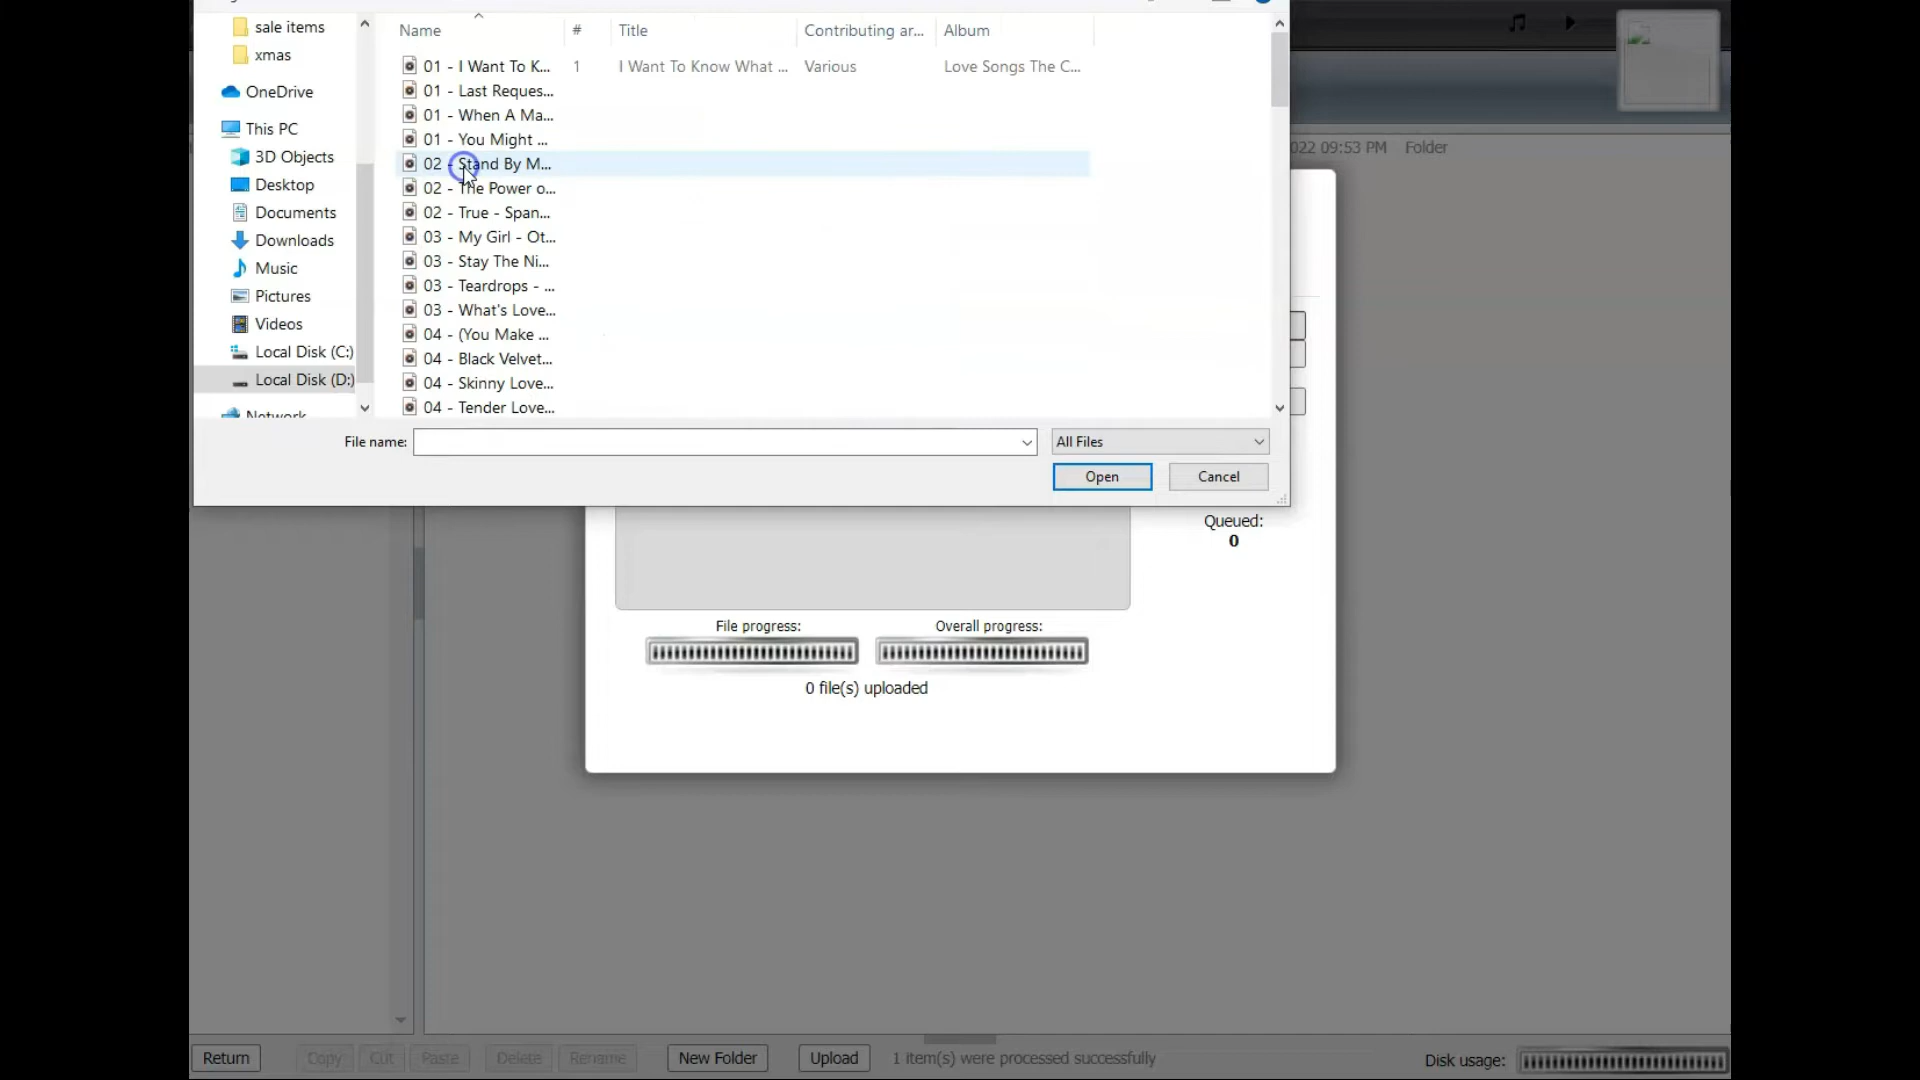 sale items
xmas
OneDrive
This PC
3D Objects
Desktop
Documents
Downloads
Music
Pictures
Videos
Local Disk (C:)
Local Disk (D:)
Network
Name # Title Contributing ar... Album
01 - I Want To K... 1 I Want To Know What ... Various Love Songs The C...
01 - Last Reques...
01 - When A Ma...
01 - You Might ...
02 - Stand By M...
02 - The Power o...
02 - True - Span...
03 - My Girl - Ot...
03 - Stay The Ni...
03 - Teardrops - ...
03 - What's Love...
04 - (You Make ...
04 - Black Velvet...
04 - Skinny Love...
04 - Tender Love...
File name: All Files
Open Cancel
022 09:53 PM Folder
Queued:
0
File progress: Overall progress:
0 file(s) uploaded
Return Copy Cut Paste Delete Rename New Folder Upload 1 item(s) were processed successfully Disk usage: